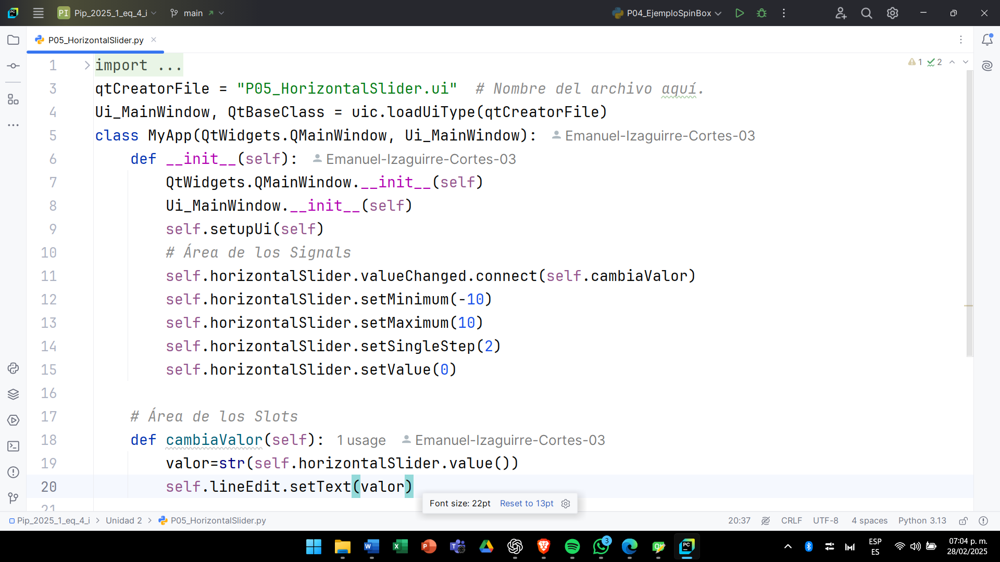 PI Pip_2025_1_eq_4_i main P04_EjemploSpinBox
P05_HorizontalSlider.py
1 import ... 1 2
3 qtCreatorFile = "P05_HorizontalSlider.ui"  # Nombre del archivo aquí.
4 Ui_MainWindow, QtBaseClass = uic.loadUiType(qtCreatorFile)
5 class MyApp(QtWidgets.QMainWindow, Ui_MainWindow): Emanuel-Izaguirre-Cortes-03
6 def __init__(self): Emanuel-Izaguirre-Cortes-03
7 QtWidgets.QMainWindow.__init__(self)
8 Ui_MainWindow.__init__(self)
9 self.setupUi(self)
10 # Área de los Signals
11 self.horizontalSlider.valueChanged.connect(self.cambiaValor)
12 self.horizontalSlider.setMinimum(-10)
13 self.horizontalSlider.setMaximum(10)
14 self.horizontalSlider.setSingleStep(2)
15 self.horizontalSlider.setValue(0)
16
17 # Área de los Slots
18 def cambiaValor(self): 1 usage Emanuel-Izaguirre-Cortes-03
19 valor=str(self.horizontalSlider.value())
20 self.lineEdit.setText(valor)
Font size: 22pt Reset to 13pt
21
Pip_2025_1_eq_4_i > Unidad 2 > P05_HorizontalSlider.py 20:37 CRLF UTF-8 4 spaces Python 3.13
3
ESP 07:04 p. m.
ES 28/02/2025